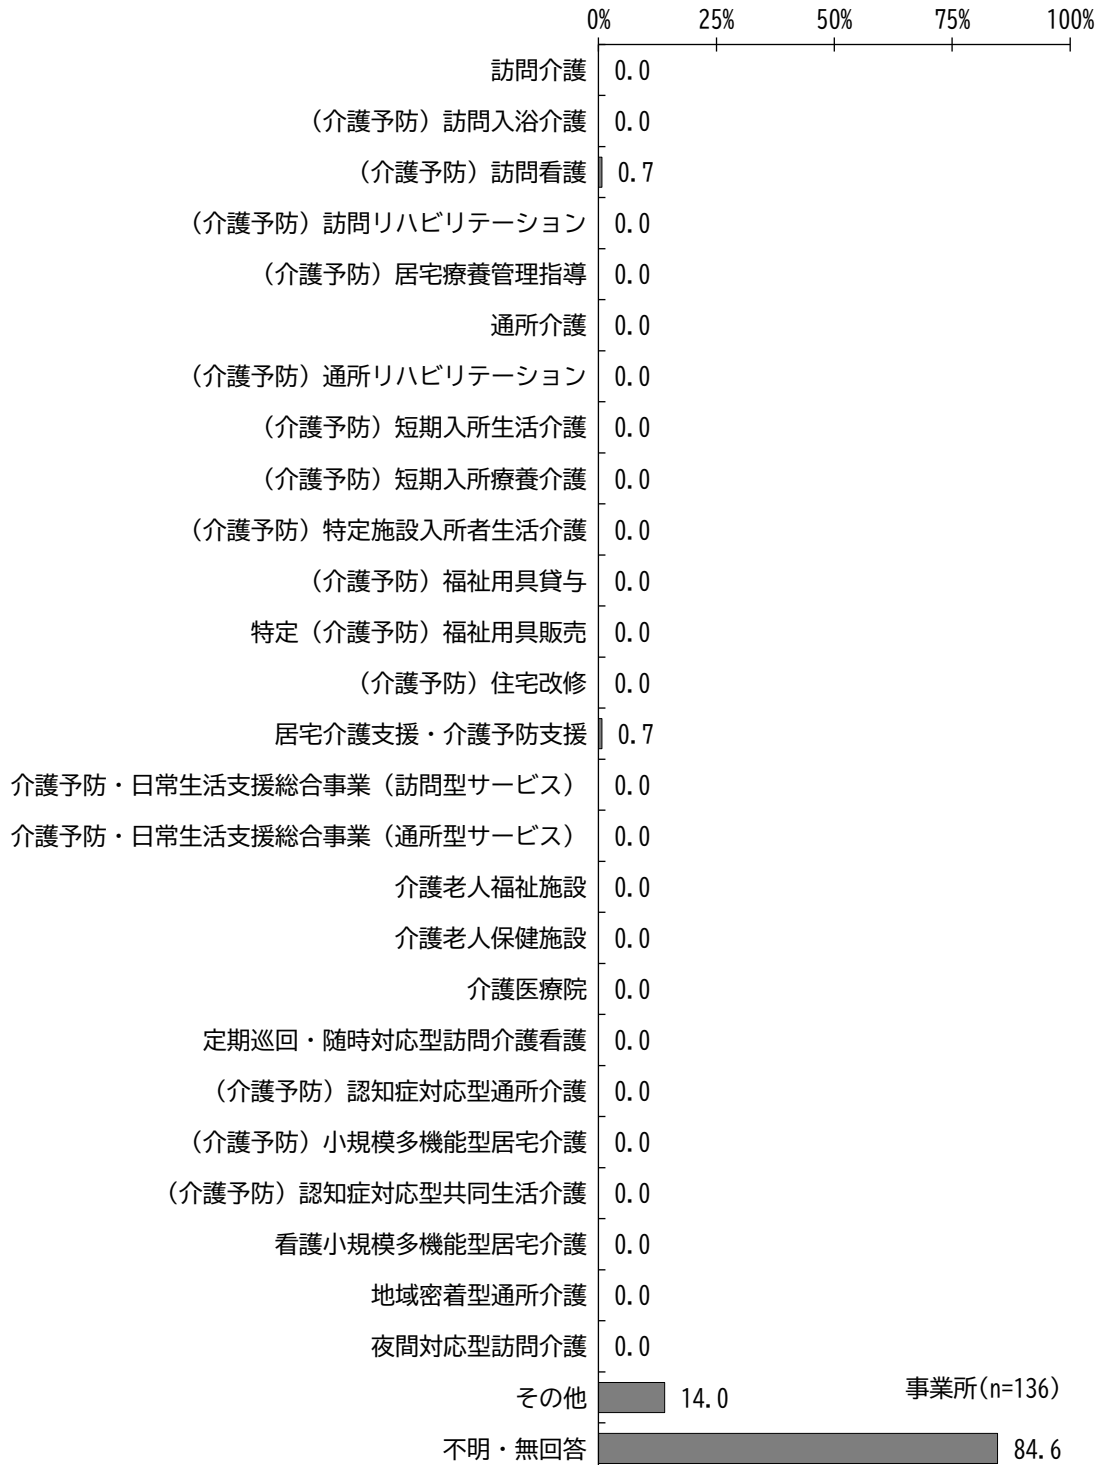 0% 25% 50% 75% 100%
訪問介護 0.0
（介護予防）訪問入浴介護 0.0
（介護予防）訪問看護 0.7
（介護予防）訪問リハビリテーション 0.0
（介護予防）居宅療養管理指導 0.0
通所介護 0.0
（介護予防）通所リハビリテーション 0.0
（介護予防）短期入所生活介護 0.0
（介護予防）短期入所療養介護 0.0
（介護予防）特定施設入所者生活介護 0.0
（介護予防）福祉用具貸与 0.0
特定（介護予防）福祉用具販売 0.0
（介護予防）住宅改修 0.0
居宅介護支援・介護予防支援 0.7
介護予防・日常生活支援総合事業（訪問型サービス） 0.0
介護予防・日常生活支援総合事業（通所型サービス） 0.0
介護老人福祉施設 0.0
介護老人保健施設 0.0
介護医療院 0.0
定期巡回・随時対応型訪問介護看護 0.0
（介護予防）認知症対応型通所介護 0.0
（介護予防）小規模多機能型居宅介護 0.0
（介護予防）認知症対応型共同生活介護 0.0
看護小規模多機能型居宅介護 0.0
地域密着型通所介護 0.0
夜間対応型訪問介護 0.0
その他 14.0 事業所(n=136)
不明・無回答 84.6